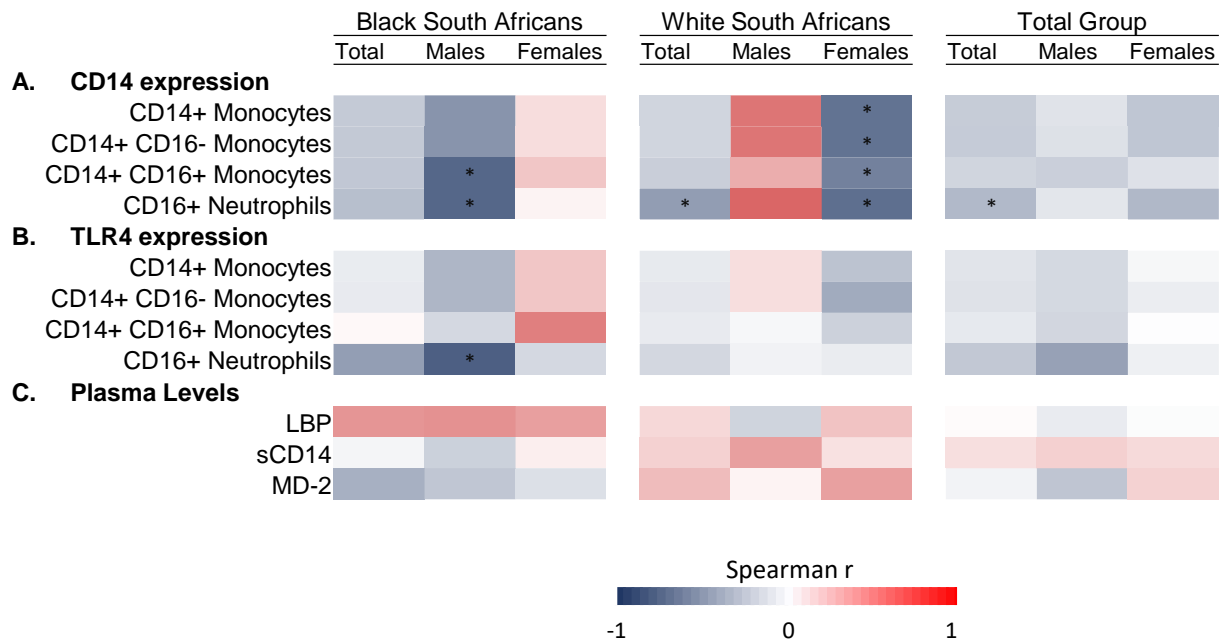 Black South Africans White South Africans Total Group
Total Males Females Total Males Females Total Males Females
A. CD14 expression
CD14+ Monocytes *
CD14+ CD16- Monocytes *
CD14+ CD16+ Monocytes * *
CD16+ Neutrophils * * * *
B. TLR4 expression
CD14+ Monocytes
CD14+ CD16- Monocytes
CD14+ CD16+ Monocytes
CD16+ Neutrophils *
C. Plasma Levels
LBP
sCD14
MD-2
Spearman r
-1 0 1